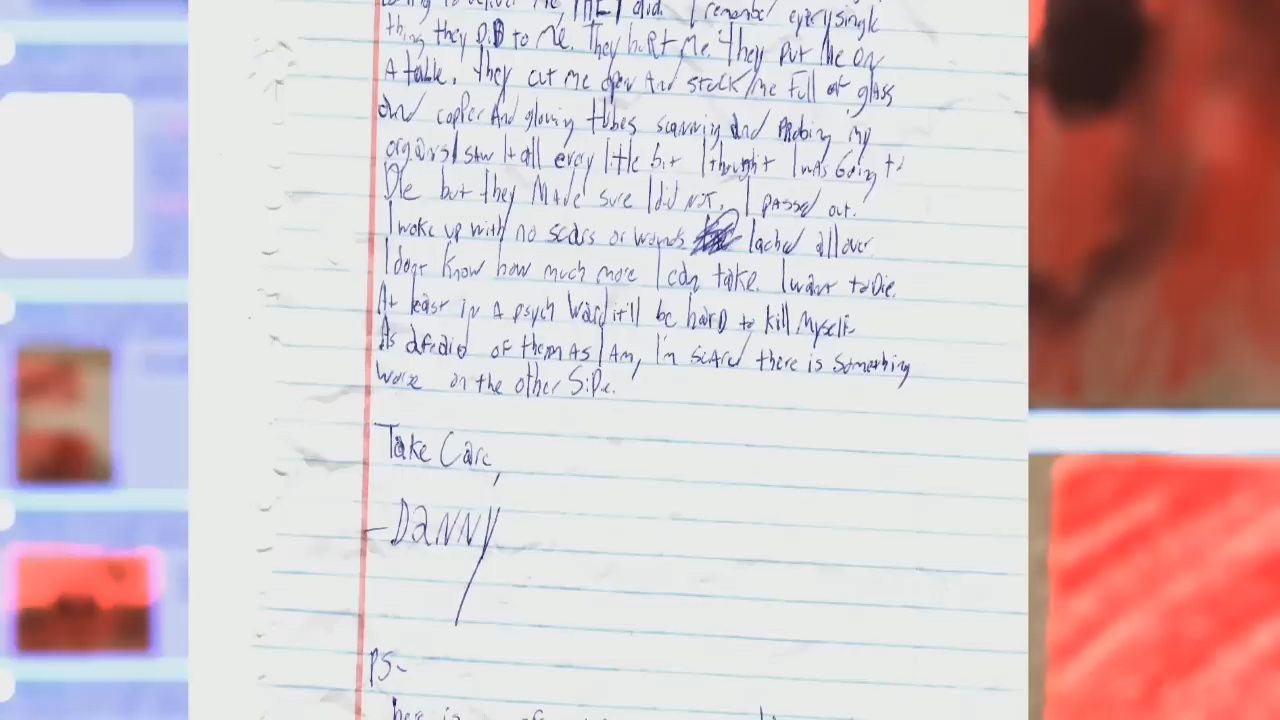 THEY did. I remember every single
thing they DID to me. They huRt Me. They put Me on
A table. They cut me open And stuck me full of glass
and copper And glowing tubes scanning and PRobing my
organs I saw it all every little bit I thought I was Going to
Die but they Made sure I did NOT. I PASSed out.
I woke up with no scars or wounds I ached all over.
I dont know how much more I can take. I want to Die.
At least in A psych Ward it'll be harD to kill Myself.
As afraid of them AS I AM, I'm ScAred there is Something
worse on the other SiDe.
Take Care,
-DaNNY
PS-
here is